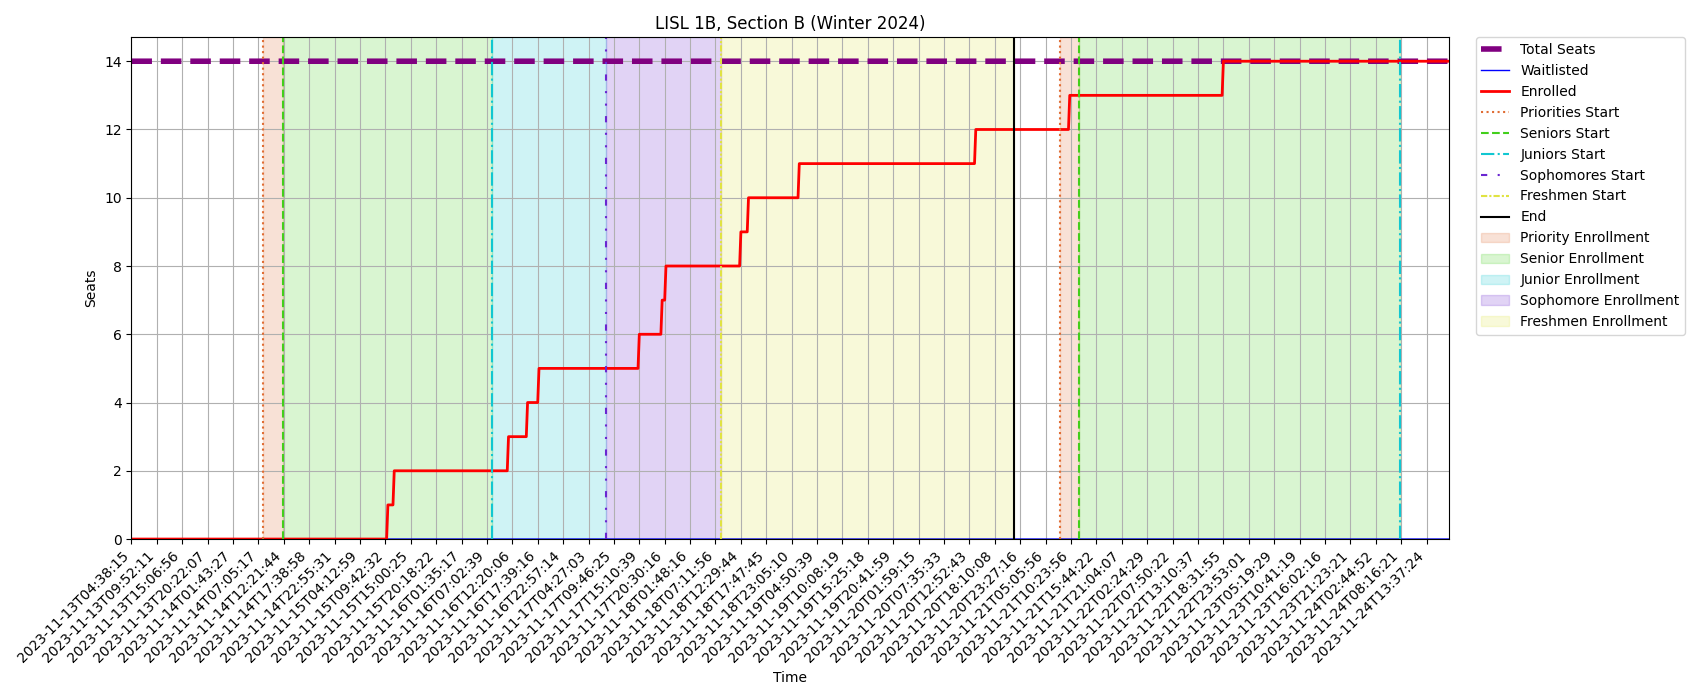 LISL 1B, Section B (Winter 2024)
Total Seats
Waitlisted
Enrolled
Priorities Start
Seniors Start
Juniors Start
Sophomores Start
Freshmen Start
End
Priority Enrollment
Senior Enrollment
Junior Enrollment
Sophomore Enrollment
Freshmen Enrollment
Seats
14
12
10
8
6
4
2
0
2023-11-13T04:38:15
2023-11-13T09:52:11
2023-11-13T15:06:56
2023-11-13T20:22:07
2023-11-14T01:43:27
2023-11-14T07:05:17
2023-11-14T12:21:44
2023-11-14T17:38:58
2023-11-14T22:55:31
2023-11-15T04:12:59
2023-11-15T09:42:32
2023-11-15T15:00:25
2023-11-15T20:18:22
2023-11-16T01:35:17
2023-11-16T07:02:39
2023-11-16T12:20:06
2023-11-16T17:39:16
2023-11-16T22:57:14
2023-11-17T04:27:03
2023-11-17T09:46:25
2023-11-17T15:10:39
2023-11-17T20:30:16
2023-11-18T01:48:16
2023-11-18T07:11:56
2023-11-18T12:29:44
2023-11-18T17:47:45
2023-11-18T23:05:10
2023-11-19T04:50:39
2023-11-19T10:08:19
2023-11-19T15:25:18
2023-11-19T20:41:59
2023-11-20T01:59:15
2023-11-20T07:35:33
2023-11-20T12:52:43
2023-11-20T18:10:08
2023-11-20T23:27:16
2023-11-21T05:05:56
2023-11-21T10:23:56
2023-11-21T15:44:22
2023-11-21T21:04:07
2023-11-22T02:24:29
2023-11-22T07:50:22
2023-11-22T13:10:37
2023-11-22T18:31:55
2023-11-22T23:53:01
2023-11-23T05:19:29
2023-11-23T10:41:19
2023-11-23T16:02:16
2023-11-23T21:23:21
2023-11-24T02:44:52
2023-11-24T08:16:21
2023-11-24T13:37:24
Time